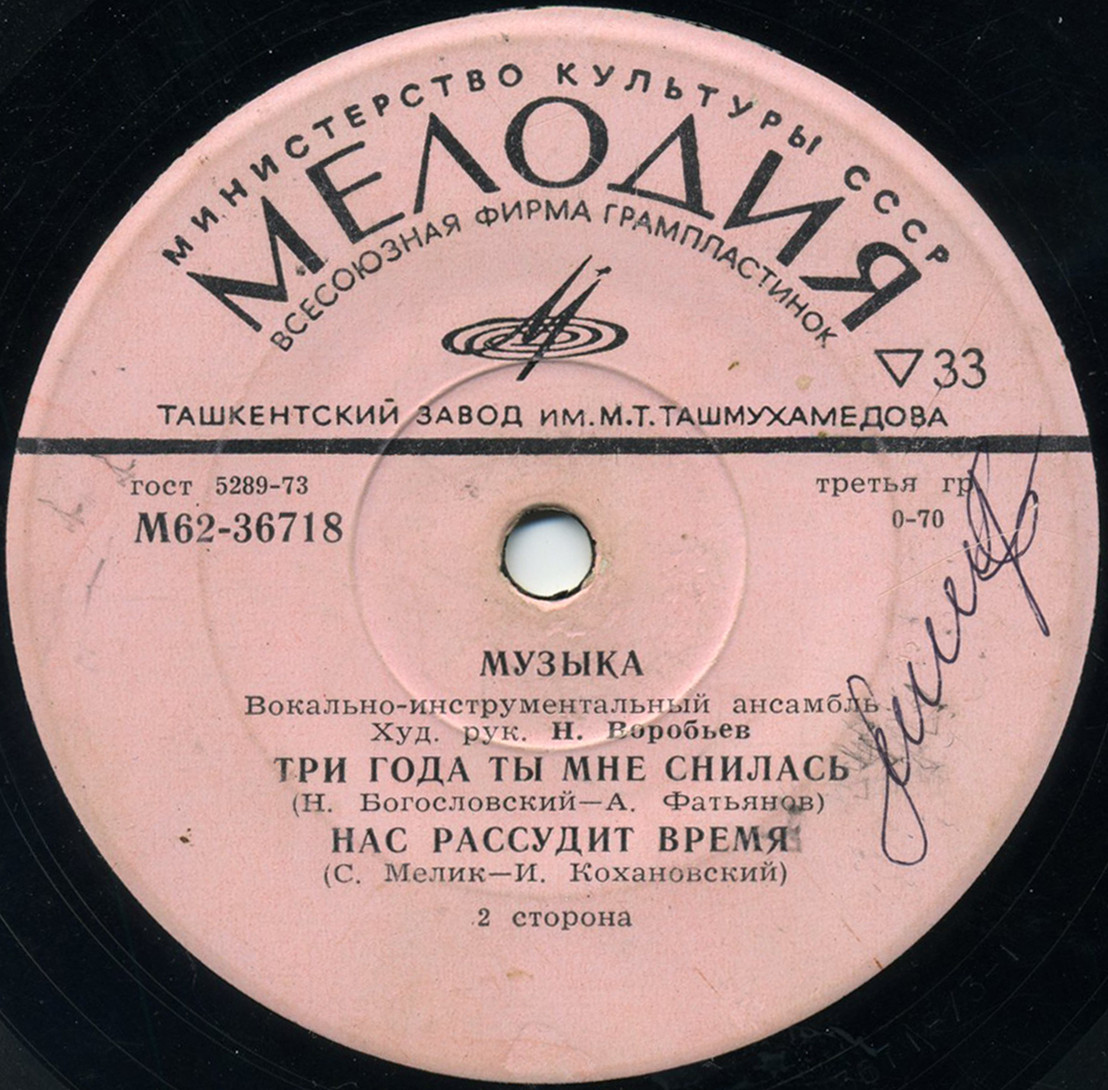 МИНИСТЕРСТВО КУЛЬТУРЫ СССР
МЕЛОДИЯ
ВСЕСОЮЗНАЯ ФИРМА ГРАМПЛАСТИНОК
33
ТАШКЕНТСКИЙ ЗАВОД ИМ. М.Т. ТАШМУХАМЕДОВА
гост 5289-73
третья гр
М62-36718
0-70
МУЗЫКА
Вокально-инструментальный ансамбль
Худ. рук. Н. Воробьев
ТРИ ГОДА ТЫ МНЕ СНИЛАСЬ
(Н. Богословский—А. Фатьянов)
НАС РАССУДИТ ВРЕМЯ
(С. Мелик—И. Кохановский)
2 сторона